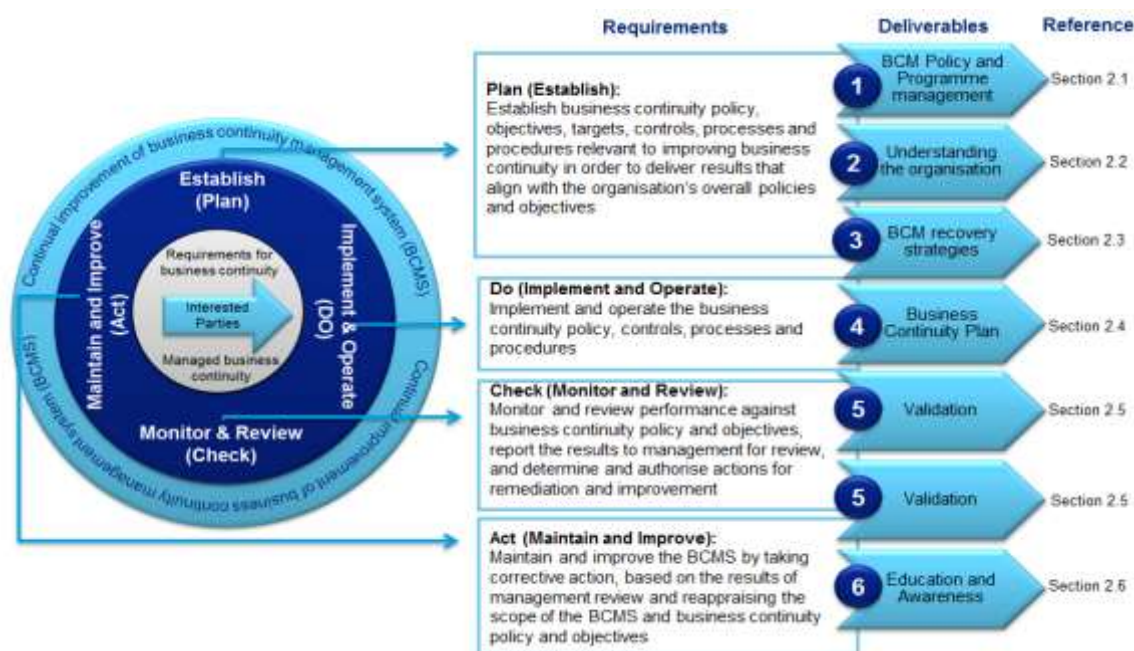 Requirements
Deliverables
Reference
Continual improvement of business continuity management system (BCMS)
Continual improvement of business continuity management system (BCMS)
Establish
(Plan)
Implement & Operate
(DO)
Monitor & Review
(Check)
Maintain and Improve
(Act)
Requirements for
business continuity
Interested
Parties
Managed business
continuity
Plan (Establish):
Establish business continuity policy,
objectives, targets, controls, processes and
procedures relevant to improving business
continuity in order to deliver results that
align with the organisation's overall policies
and objectives
1
BCM Policy and
Programme
management
Section 2.1
2
Understanding
the organisation
Section 2.2
3
BCM recovery
strategies
Section 2.3
Do (Implement and Operate):
Implement and operate the business
continuity policy, controls, processes and
procedures
4
Business
Continuity Plan
Section 2.4
Check (Monitor and Review):
Monitor and review performance against
business continuity policy and objectives,
report the results to management for review,
and determine and authorise actions for
remediation and improvement
5
Validation
Section 2.5
5
Validation
Section 2.5
Act (Maintain and Improve):
Maintain and improve the BCMS by taking
corrective action, based on the results of
management review and reappraising the
scope of the BCMS and business continuity
policy and objectives
6
Education and
Awareness
Section 2.6